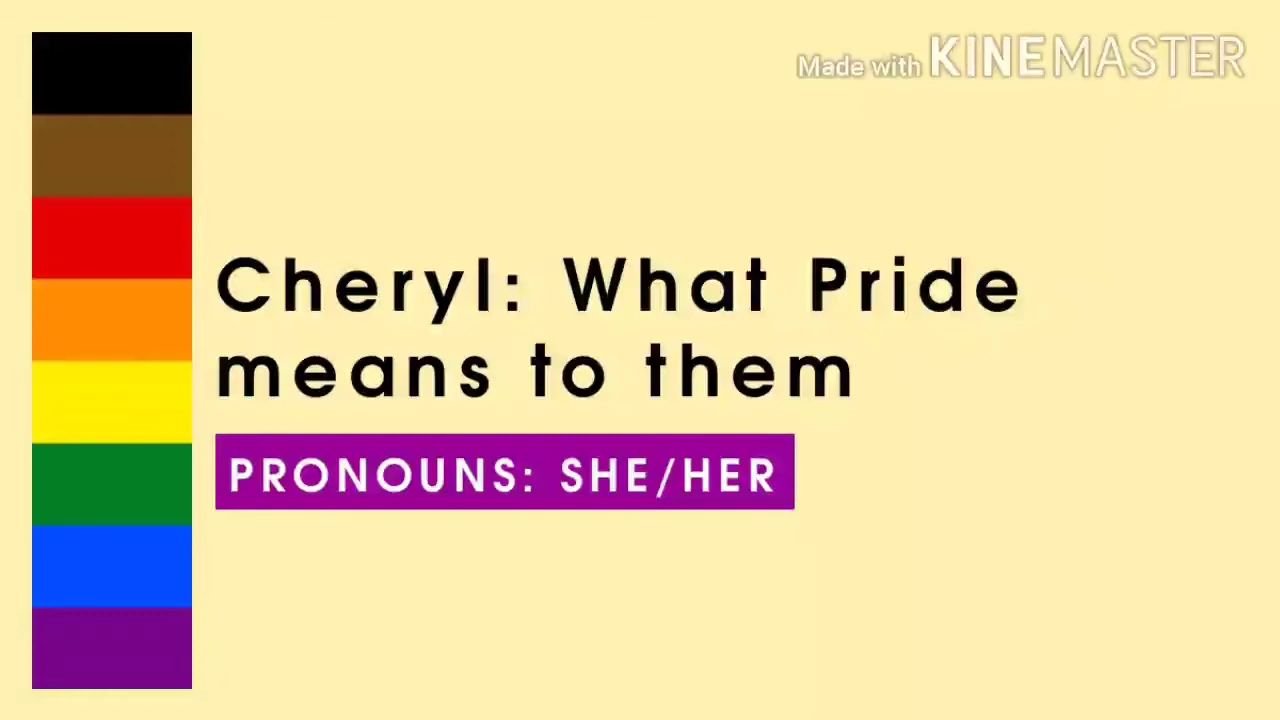 Made with KINEMASTER
Cheryl: What Pride
means to them
PRONOUNS: SHE/HER